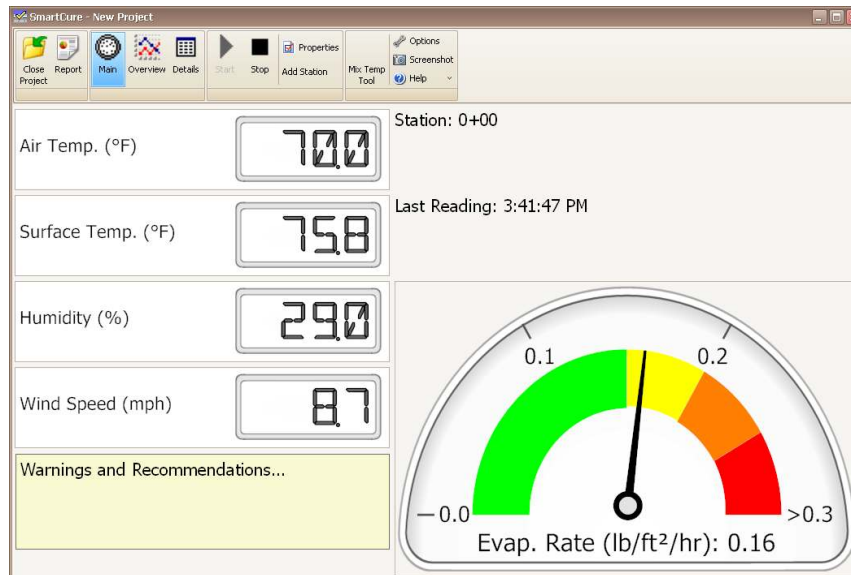 SmartCure - New Project
Close Project
Report
Main
Overview
Details
Start
Stop
Properties
Add Station
Mix Temp Tool
Options
Screenshot
Help
Air Temp. (°F)
70.0
Station: 0+00
Surface Temp. (°F)
75.8
Last Reading: 3:41:47 PM
Humidity (%)
29.0
Wind Speed (mph)
8.7
Warnings and Recommendations...
0.0
0.1
0.2
>0.3
Evap. Rate (lb/ft²/hr): 0.16